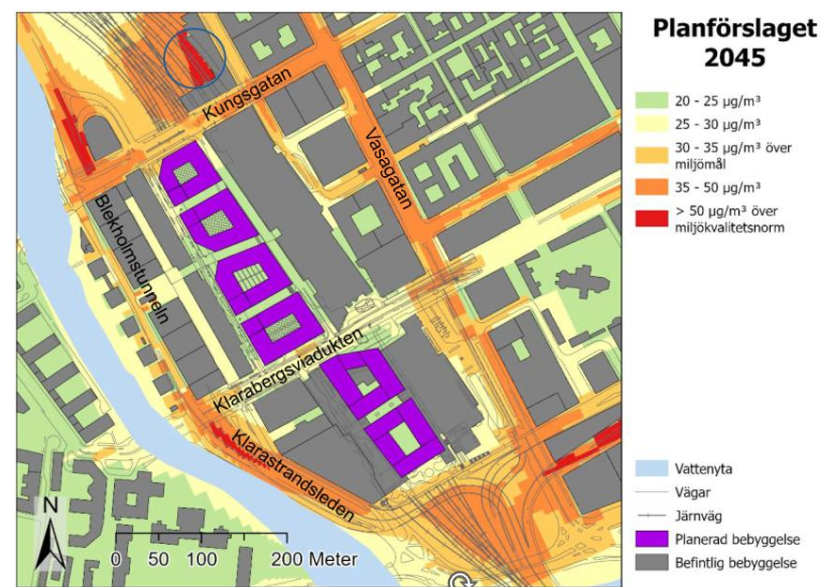 Planförslaget
2045
20 - 25 µg/m³
25 - 30 µg/m³
30 - 35 µg/m³ över
miljömål
35 - 50 µg/m³
> 50 µg/m³ över
miljökvalitetsnorm
Kungsgatan
Vasagatan
Blekholmstunneln
Klarabergsviadukten
Klarastrandsleden
N
0 50 100 200 Meter
Vattenyta
Vägar
Järnväg
Planerad bebyggelse
Befintlig bebyggelse